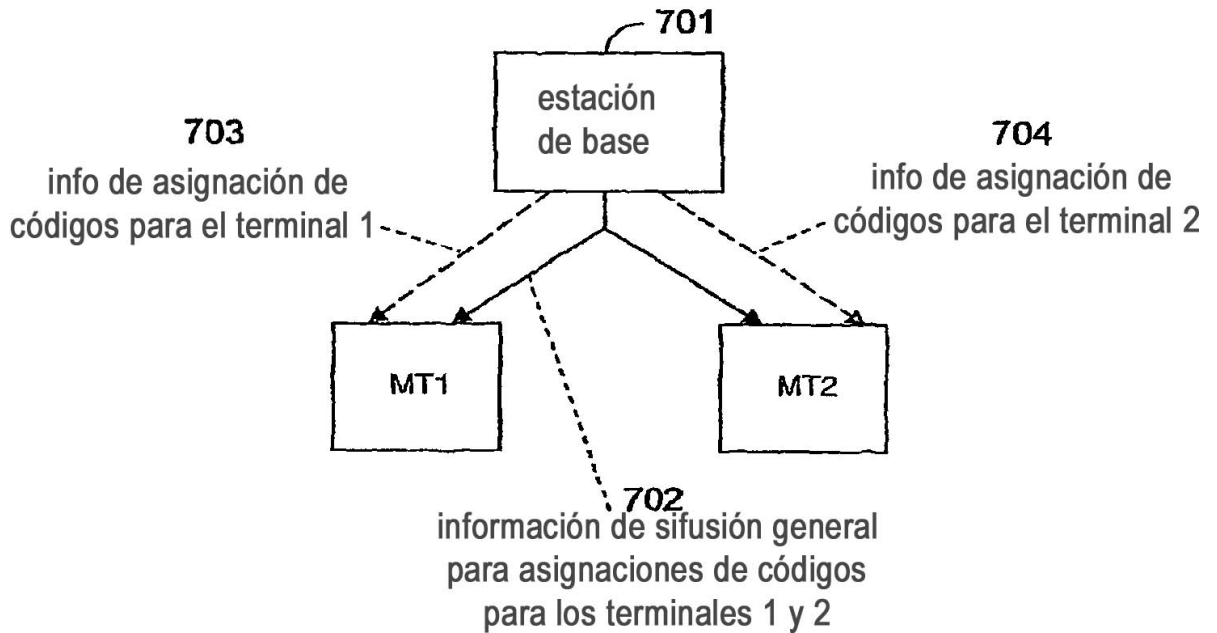 701
estación
de base
703
info de asignación de
códigos para el terminal 1
704
info de asignación de
códigos para el terminal 2
MT1
MT2
702
información de sifusión general
para asignaciones de códigos
para los terminales 1 y 2